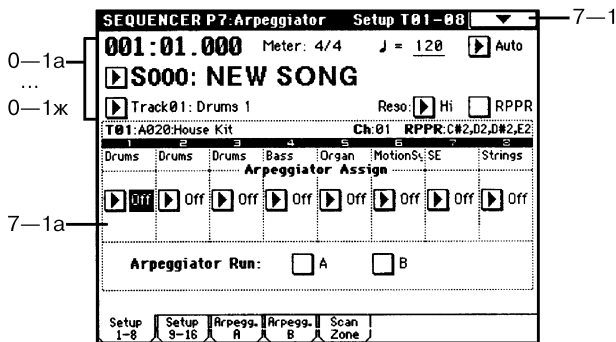 SEQUENCER P7:Arpeggiator Setup T01-08
7—1
001:01.000 Meter: 4/4 ♩ = 120 Auto
0—1а
S000: NEW SONG
...
0—1ж
Track01: Drums 1 Reso: Hi RPPR
T01:A020:House Kit Ch:01 RPPR:C#2,D2,D#2,E2
1 2 3 4 5 6 7 8
Drums Drums Drums Bass Organ MotionSy SE Strings
Arpeggiator Assign
Off Off Off Off Off Off Off Off
7—1а
Arpeggiator Run: A B
Setup 1-8 Setup 9-16 Arpegg. A Arpegg. B Scan Zone